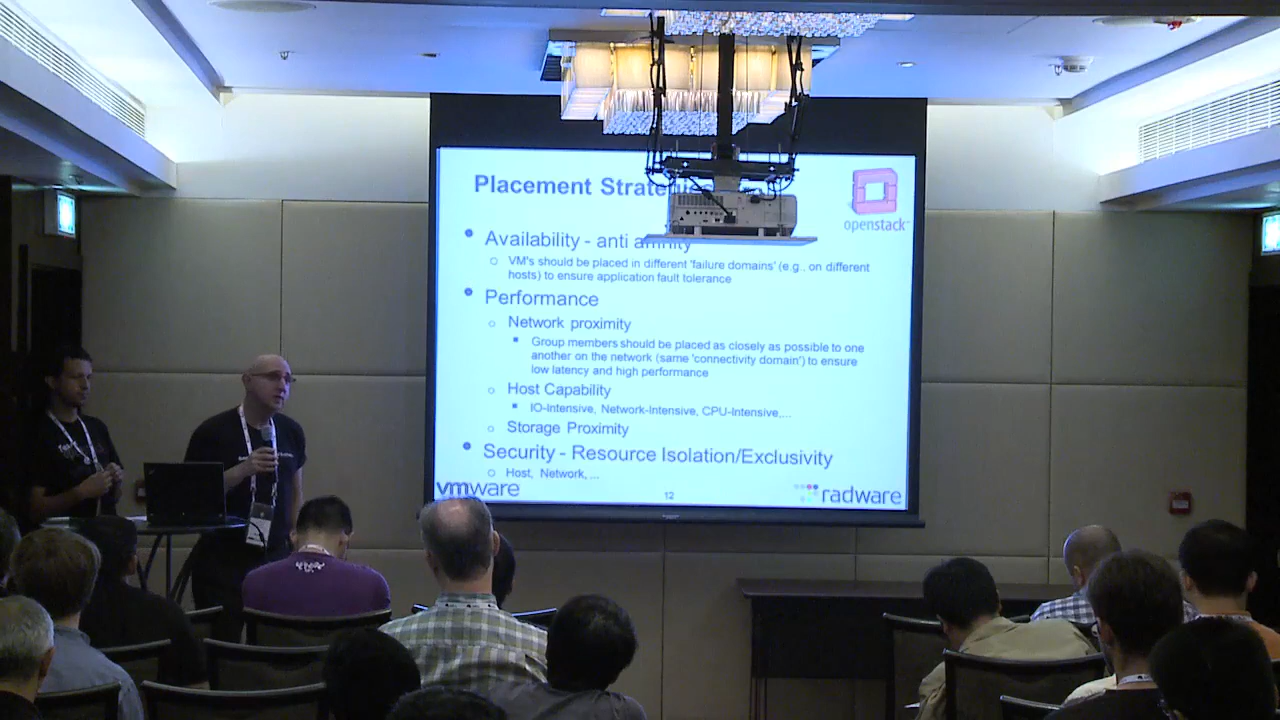 Placement Strategies
openstack
Availability - anti affinity
VM's should be placed in different 'failure domains' (e.g., on different
hosts) to ensure application fault tolerance
Performance
Network proximity
Group members should be placed as closely as possible to one
another on the network (same 'connectivity domain') to ensure
low latency and high performance
Host Capability
IO-Intensive, Network-Intensive, CPU-Intensive,...
Storage Proximity
Security - Resource Isolation/Exclusivity
Host, Network, ...
vmware
12
radware